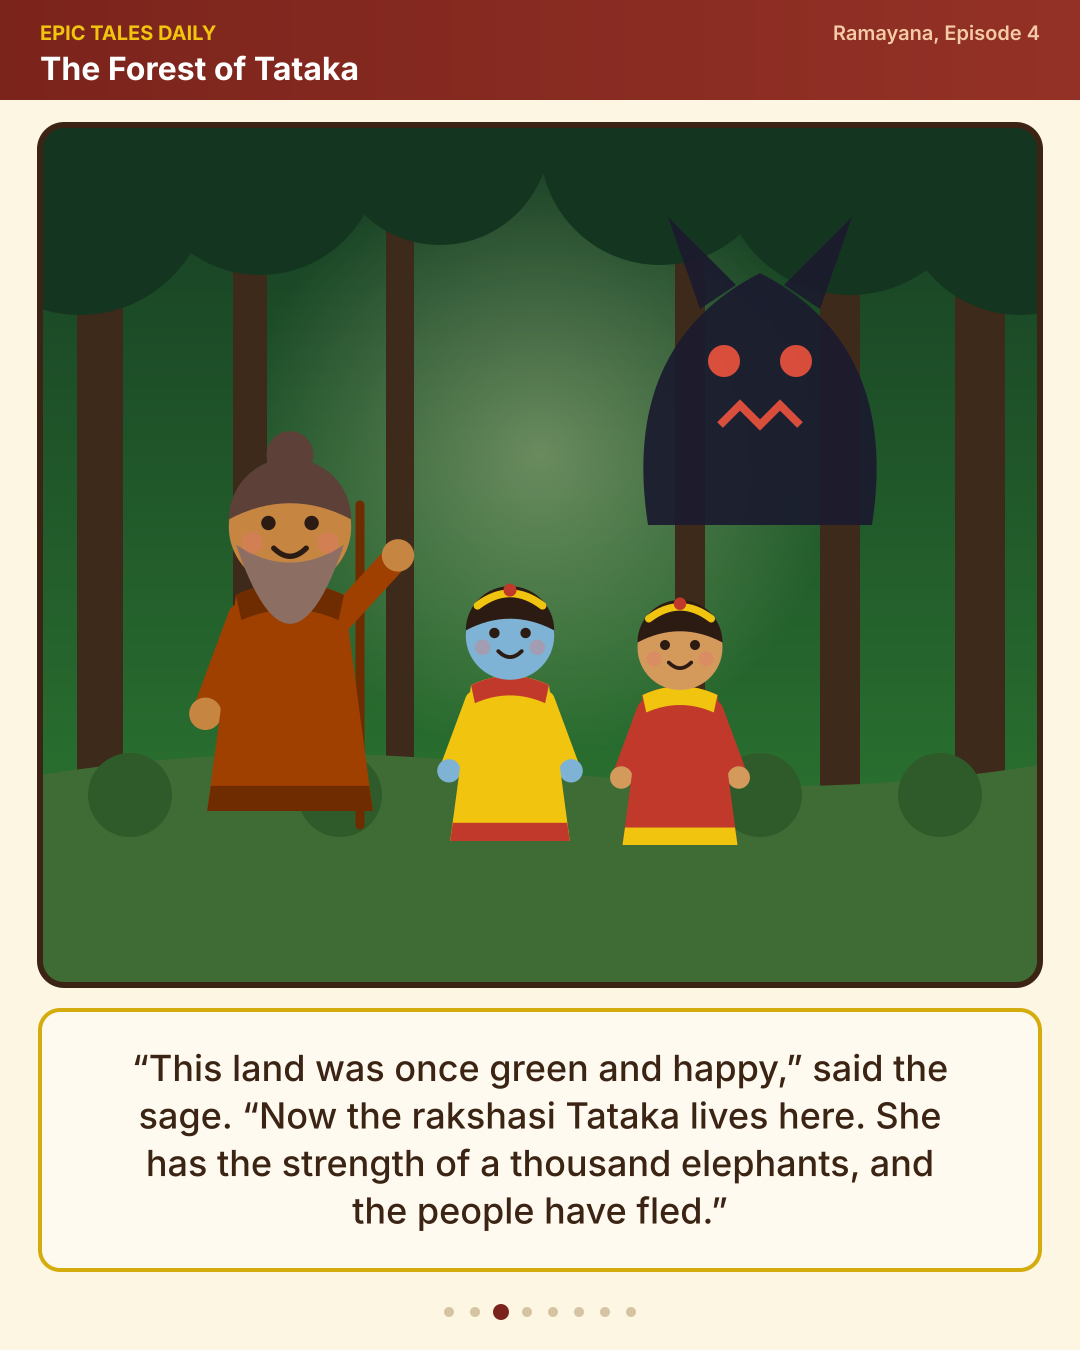 EPIC TALES DAILY
Ramayana, Episode 4
The Forest of Tataka
“This land was once green and happy,” said the
sage. “Now the rakshasi Tataka lives here. She
has the strength of a thousand elephants, and
the people have fled.”